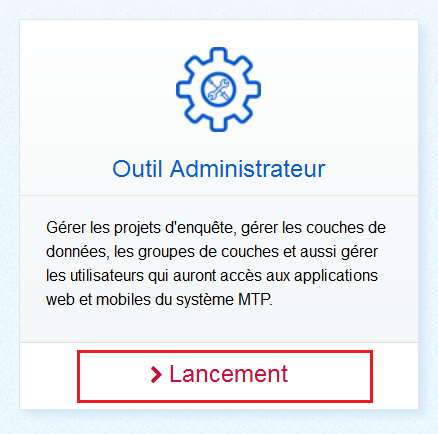 Outil Administrateur
Gérer les projets d'enquête, gérer les couches de
données, les groupes de couches et aussi gérer
les utilisateurs qui auront accès aux applications
web et mobiles du système MTP.
Lancement